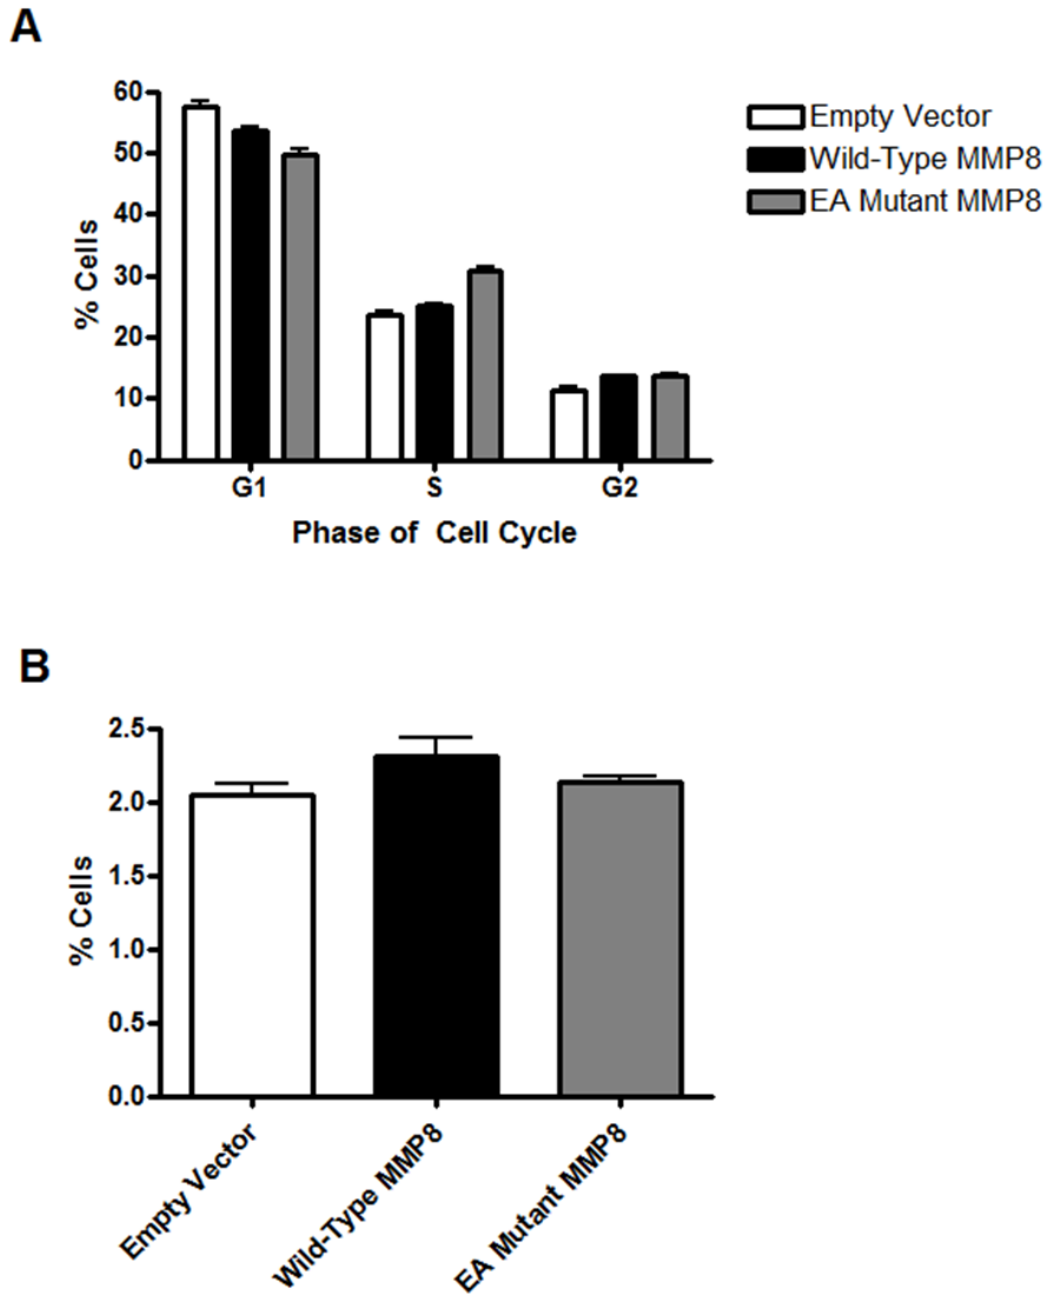 A
60
50
40
30
20
10
0
% Cells
G1 S G2
Phase of Cell Cycle
Empty Vector
Wild-Type MMP8
EA Mutant MMP8
B
2.5
2.0
1.5
1.0
0.5
0.0
% Cells
Empty Vector
Wild-Type MMP8
EA Mutant MMP8